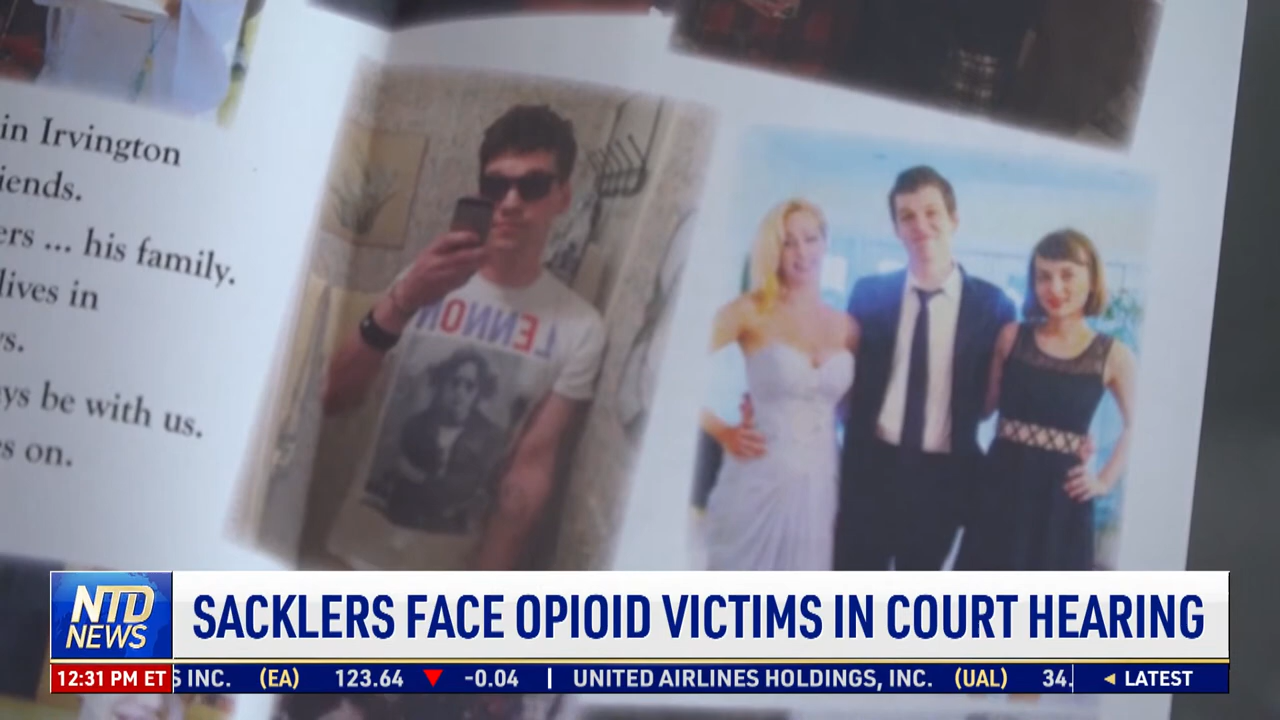 in Irvington
iends.
ers ... his family.
lives in
s.
ys be with us.
s on.
LENNON
NTD
NEWS
SACKLERS FACE OPIOID VICTIMS IN COURT HEARING
12:31 PM ET
S INC. (EA) 123.64 ▼ -0.04 | UNITED AIRLINES HOLDINGS, INC. (UAL) 34.
◄ LATEST